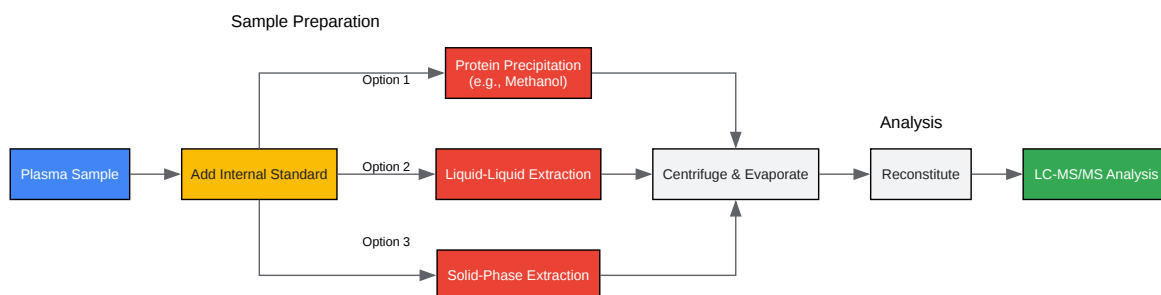 Sample Preparation
Option 1
Protein Precipitation
(e.g., Methanol)
Analysis
Plasma Sample
Add Internal Standard
Option 2
Liquid-Liquid Extraction
Centrifuge & Evaporate
Reconstitute
LC-MS/MS Analysis
Option 3
Solid-Phase Extraction